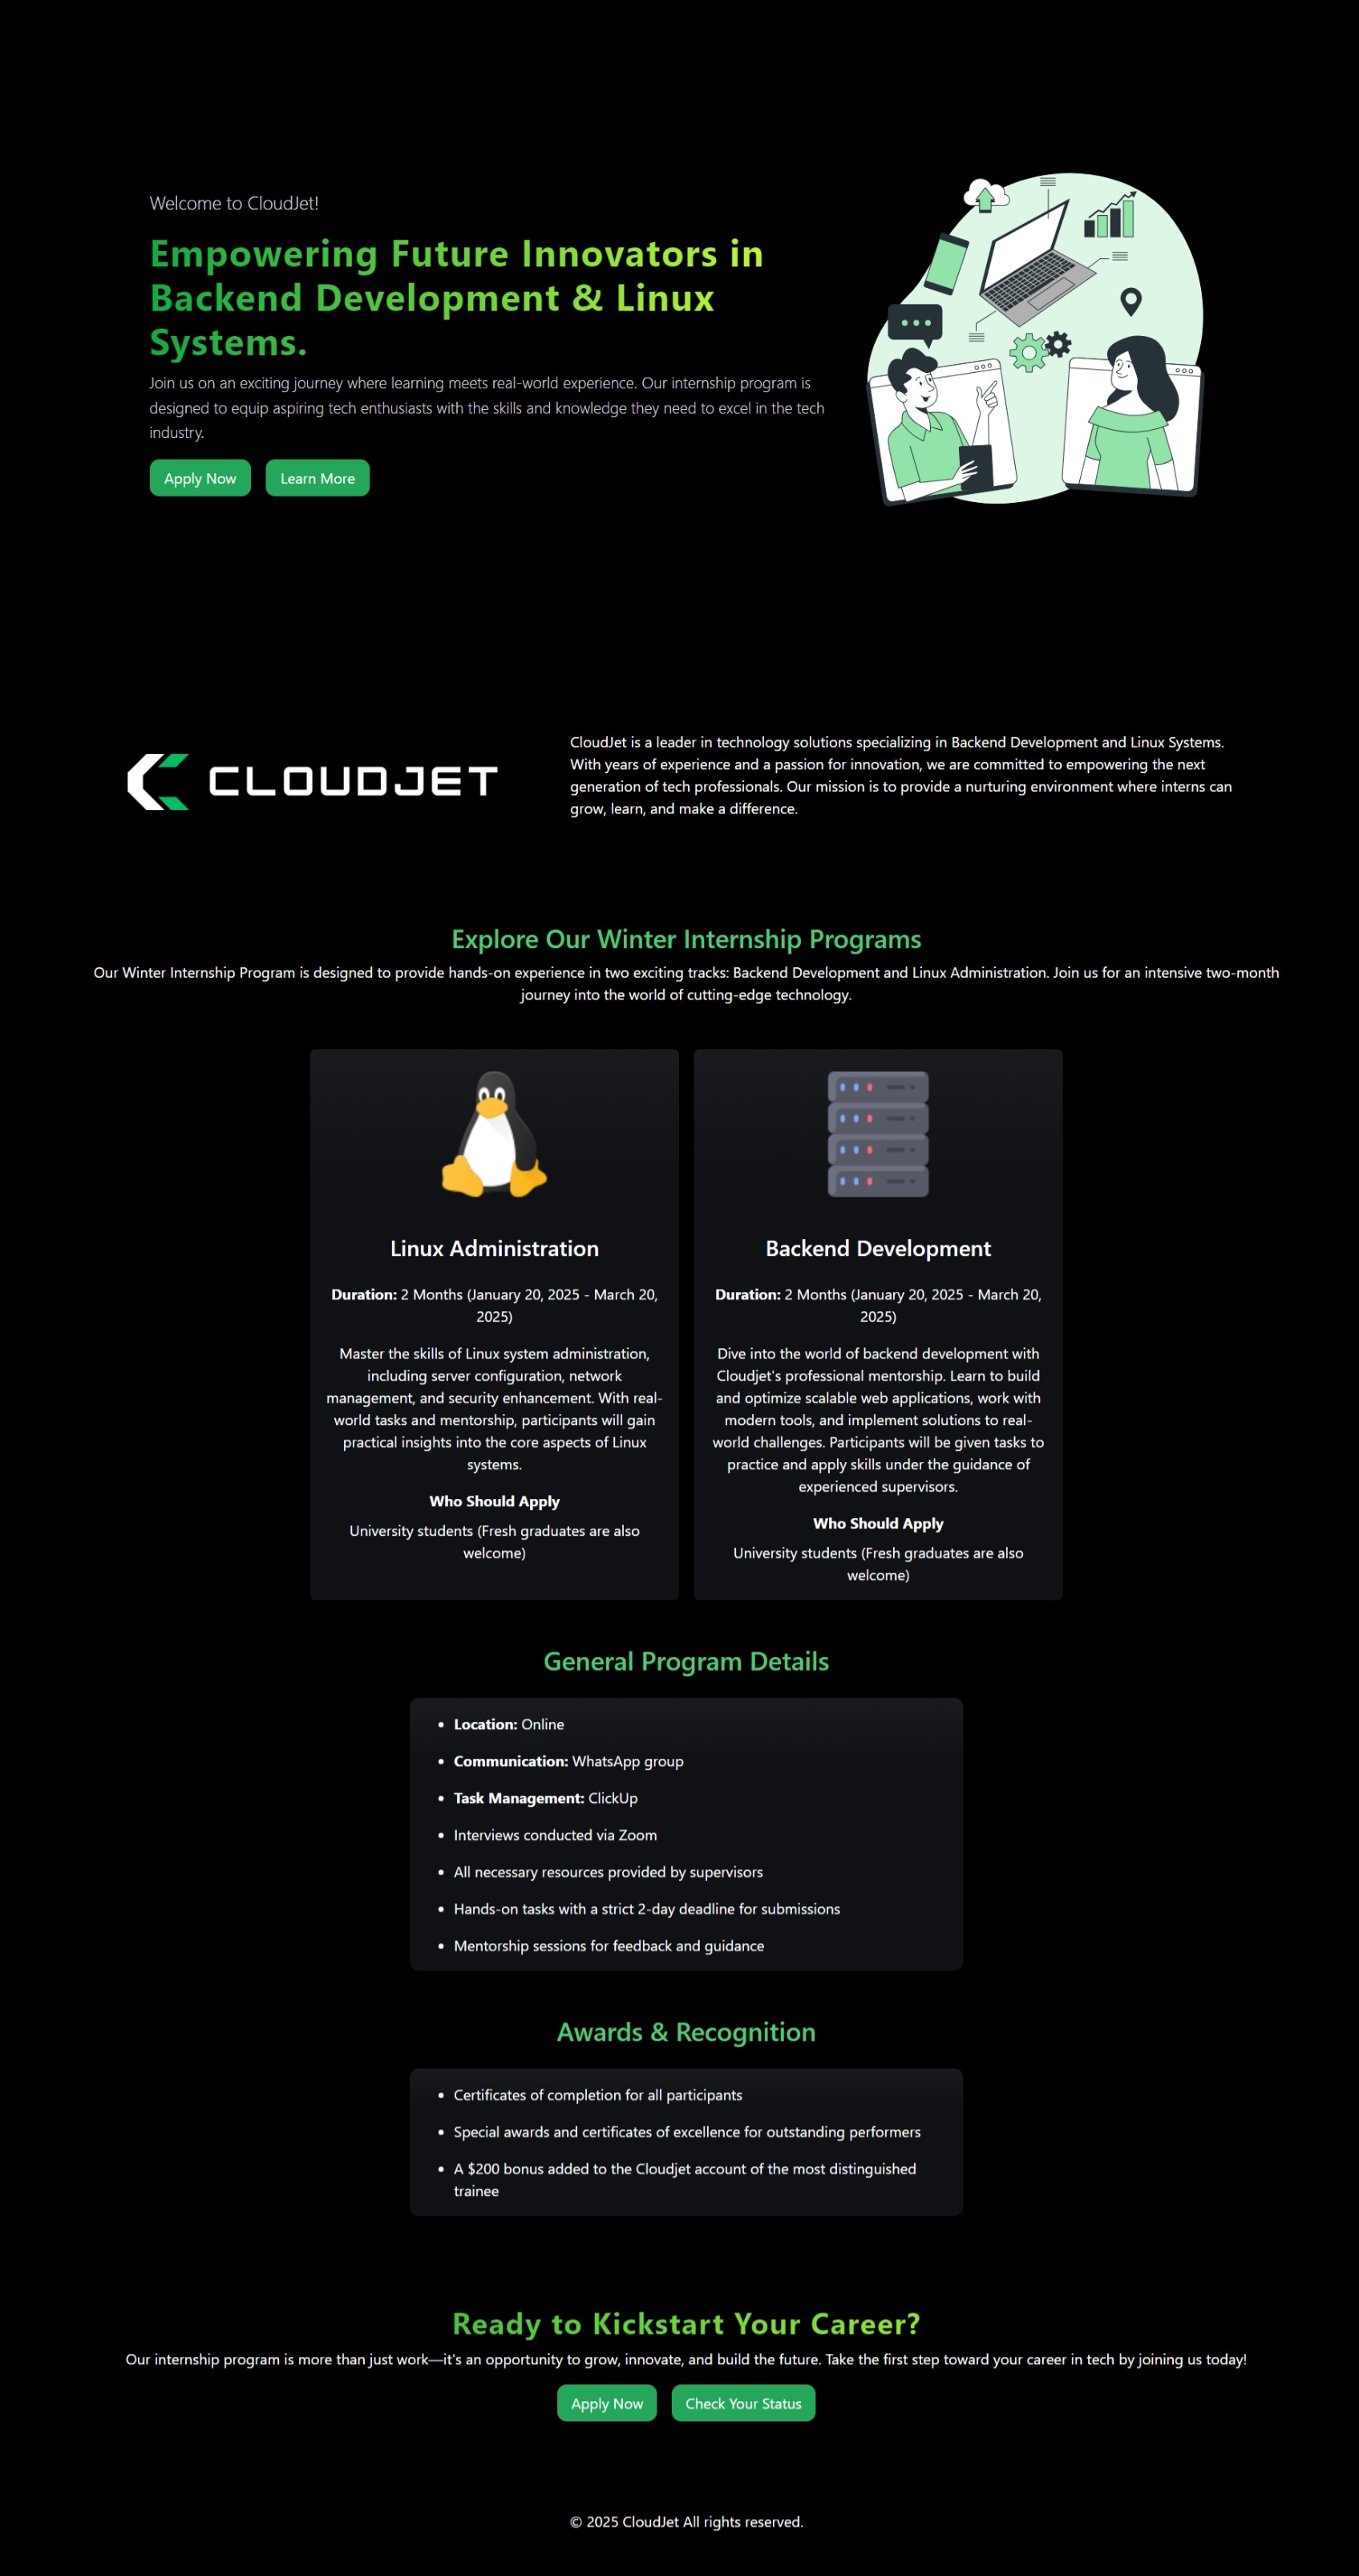 Welcome to CloudJet!
Empowering Future Innovators in
Backend Development & Linux
Systems.
Join us on an exciting journey where learning meets real-world experience. Our internship program is
designed to equip aspiring tech enthusiasts with the skills and knowledge they need to excel in the tech
industry.
Apply Now
Learn More
CLOUDJET
CloudJet is a leader in technology solutions specializing in Backend Development and Linux Systems.
With years of experience and a passion for innovation, we are committed to empowering the next
generation of tech professionals. Our mission is to provide a nurturing environment where interns can
grow, learn, and make a difference.
Explore Our Winter Internship Programs
Our Winter Internship Program is designed to provide hands-on experience in two exciting tracks: Backend Development and Linux Administration. Join us for an intensive two-month
journey into the world of cutting-edge technology.
Linux Administration
Duration: 2 Months (January 20, 2025 - March 20,
2025)
Master the skills of Linux system administration,
including server configuration, network
management, and security enhancement. With real-
world tasks and mentorship, participants will gain
practical insights into the core aspects of Linux
systems.
Who Should Apply
University students (Fresh graduates are also
welcome)
Backend Development
Duration: 2 Months (January 20, 2025 - March 20,
2025)
Dive into the world of backend development with
Cloudjet's professional mentorship. Learn to build
and optimize scalable web applications, work with
modern tools, and implement solutions to real-
world challenges. Participants will be given tasks to
practice and apply skills under the guidance of
experienced supervisors.
Who Should Apply
University students (Fresh graduates are also
welcome)
General Program Details
• Location: Online
• Communication: WhatsApp group
• Task Management: ClickUp
• Interviews conducted via Zoom
• All necessary resources provided by supervisors
• Hands-on tasks with a strict 2-day deadline for submissions
• Mentorship sessions for feedback and guidance
Awards & Recognition
• Certificates of completion for all participants
• Special awards and certificates of excellence for outstanding performers
• A $200 bonus added to the Cloudjet account of the most distinguished
trainee
Ready to Kickstart Your Career?
Our internship program is more than just work—it's an opportunity to grow, innovate, and build the future. Take the first step toward your career in tech by joining us today!
Apply Now
Check Your Status
© 2025 CloudJet All rights reserved.